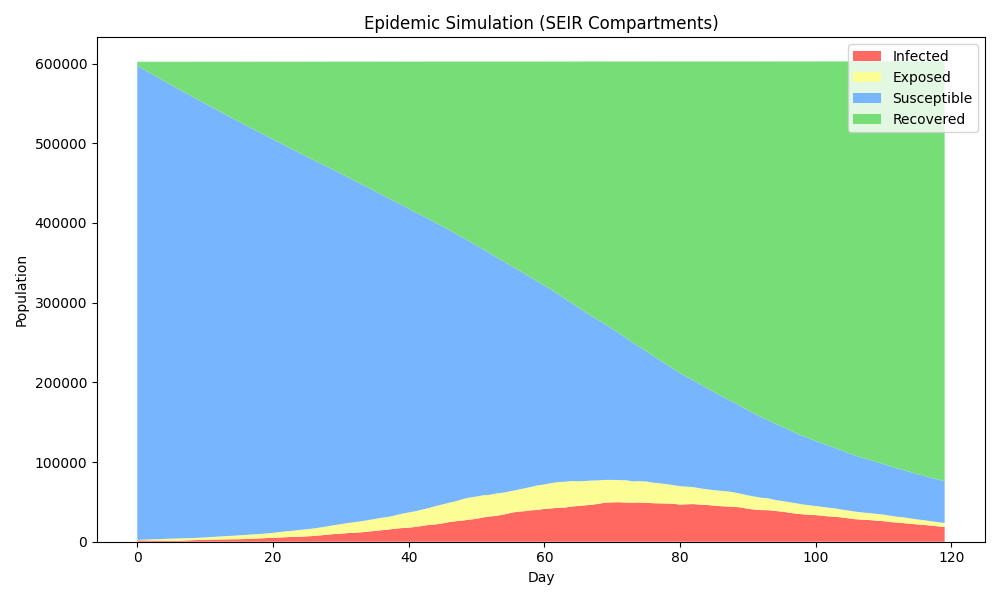 Epidemic Simulation (SEIR Compartments)
Infected
Exposed
Susceptible
Recovered
Population
600000
500000
400000
300000
200000
100000
0
0 20 40 60 80 100 120
Day